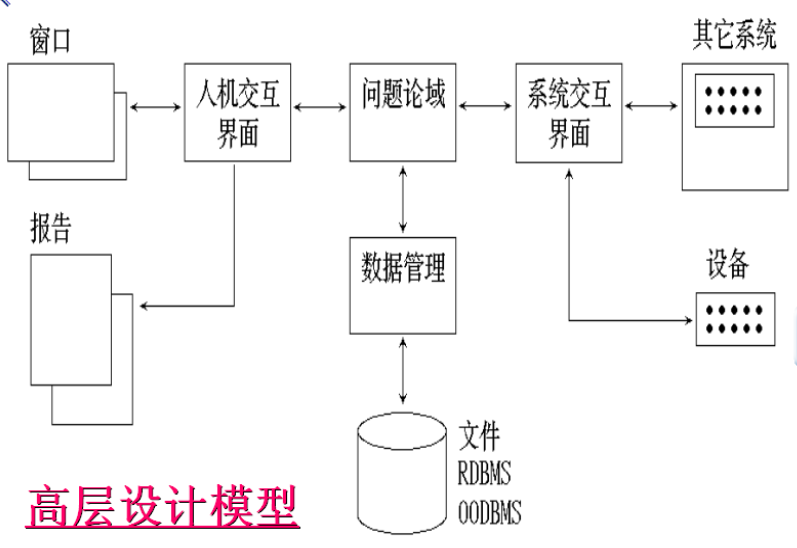 窗口
其它系统
人机交互
界面
问题论域
系统交互
界面
报告
数据管理
设备
文件
RDBMS
OODBMS
高层设计模型